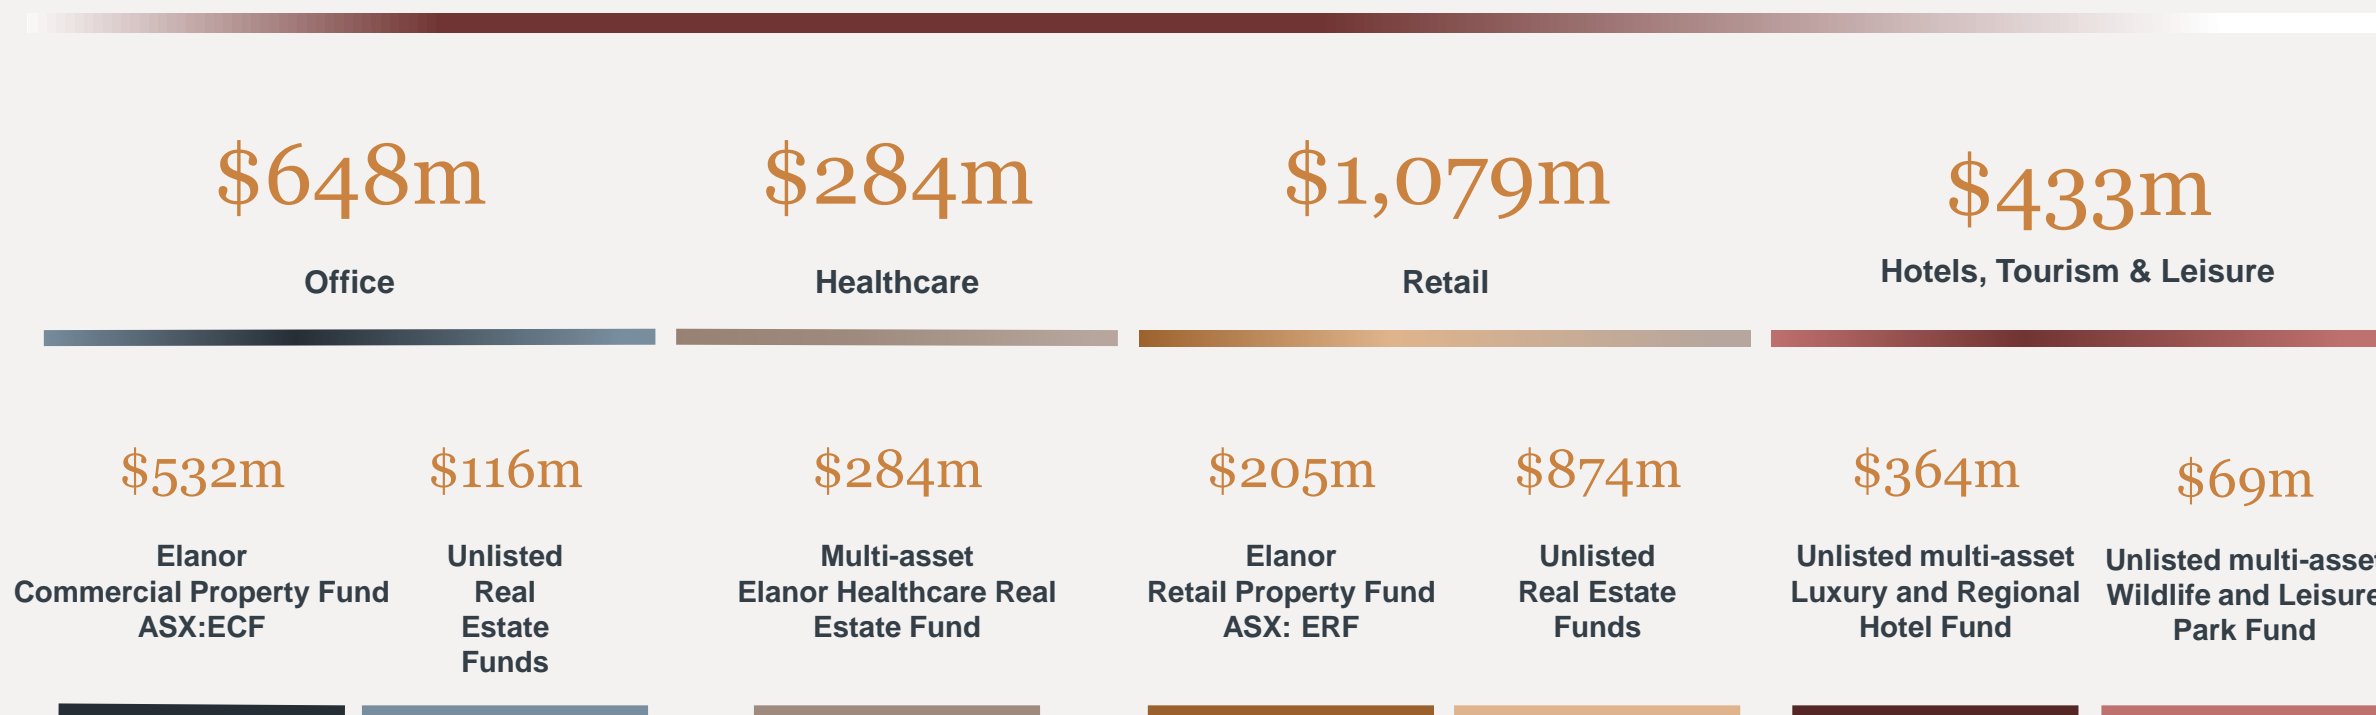 $648m
Office
$284m
Healthcare
$1,079m
Retail
$433m
Hotels, Tourism & Leisure
$532m
Elanor
Commercial Property Fund
ASX:ECF
$116m
Unlisted
Real
Estate
Funds
$284m
Multi-asset
Elanor Healthcare Real
Estate Fund
$205m
Elanor
Retail Property Fund
ASX: ERF
$874m
Unlisted
Real Estate
Funds
$364m
Unlisted multi-asset
Luxury and Regional
Hotel Fund
$69m
Unlisted multi-asset
Wildlife and Leisure
Park Fund